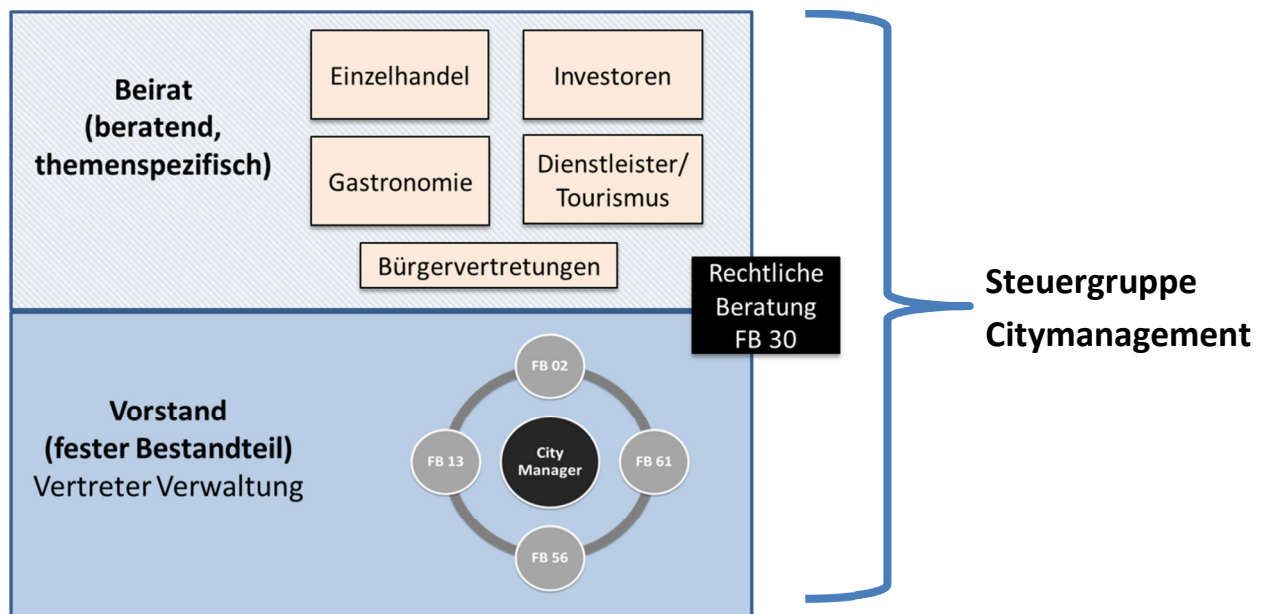 Beirat
(beratend,
themenspezifisch)
Einzelhandel
Investoren
Gastronomie
Dienstleister/
Tourismus
Bürgervertretungen
Rechtliche
Beratung
FB 30
Steuergruppe
Citymanagement
Vorstand
(fester Bestandteil)
Vertreter Verwaltung
FB 02
FB 13
City
Manager
FB 61
FB 56